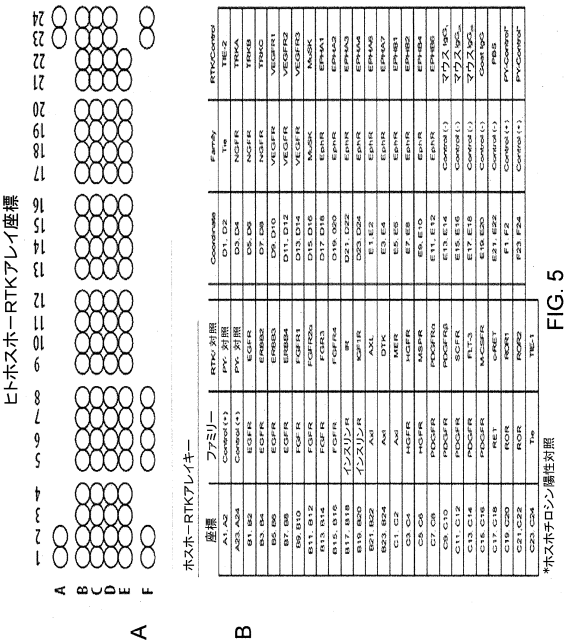 ヒトホスホーRTKアレイ座標
A
1 2 3 4 5 6 7 8 9 10 11 12 13 14 15 16 17 18 19 20 21 22 23 24
A
B
C
D
E
F
B
ホスホーRTKアレイキー
座標 ファミリー RTK/ 対照
A1, A2 Control (+) PY- 対照
A23, A24 Control (+) PY- 対照
B1, B2 EGFR EGFR
B3, B4 EGFR ERBB2
B5, B6 EGFR ERBB3
B7, B8 EGFR ERBB4
B9, B10 FGFR FGFR1
B11, B12 FGFR FGFR2α
B13, B14 FGFR FGFR3
B15, B16 FGFR FGFR4
B17, B18 インスリンR IR
B19, B20 インスリンR IGF1R
B21, B22 Axl AXL
B23, B24 Axl DTK
C1, C2 Axl MER
C3, C4 HGFR HGFR
C5, C6 HGFR MSPR
C7, C8 PDGFR PDGFRα
C9, C10 PDGFR PDGFRβ
C11, C12 PDGFR SCFR
C13, C14 PDGFR FLT-3
C15, C16 PDGFR M-CSFR
C17, C18 RET c-RET
C19, C20 ROR ROR1
C21, C22 ROR ROR2
C23, C24 Tie TIE-1
Coordinate Family RTK/Control
D1, D2 Tie TIE-2
D3, D4 NGFR TRKA
D5, D6 NGFR TRKB
D7, D8 NGFR TRKC
D9, D10 VEGFR VEGFR1
D11, D12 VEGFR VEGFR2
D13, D14 VEGFR VEGFR3
D15, D16 MuSK MuSK
D17, D18 EphR EPHA1
D19, D20 EphR EPHA2
D21, D22 EphR EPHA3
D23, D24 EphR EPHA4
E1, E2 EphR EPHA6
E3, E4 EphR EPHA7
E5, E6 EphR EPHB1
E7, E8 EphR EPHB2
E9, E10 EphR EPHB4
E11, E12 EphR EPHB6
E13, E14 Control (-) マウス IgG₁
E15, E16 Control (-) マウス IgG
E17, E18 Control (-) マウス IgG
E19, E20 Control (-) Goat IgG
E21, E22 Control (-) PBS
F1, F2 Control (+) PY-Control*
F23, F24 Control (+) PY-Control*
*ホスホチロシン陽性対照
FIG. 5